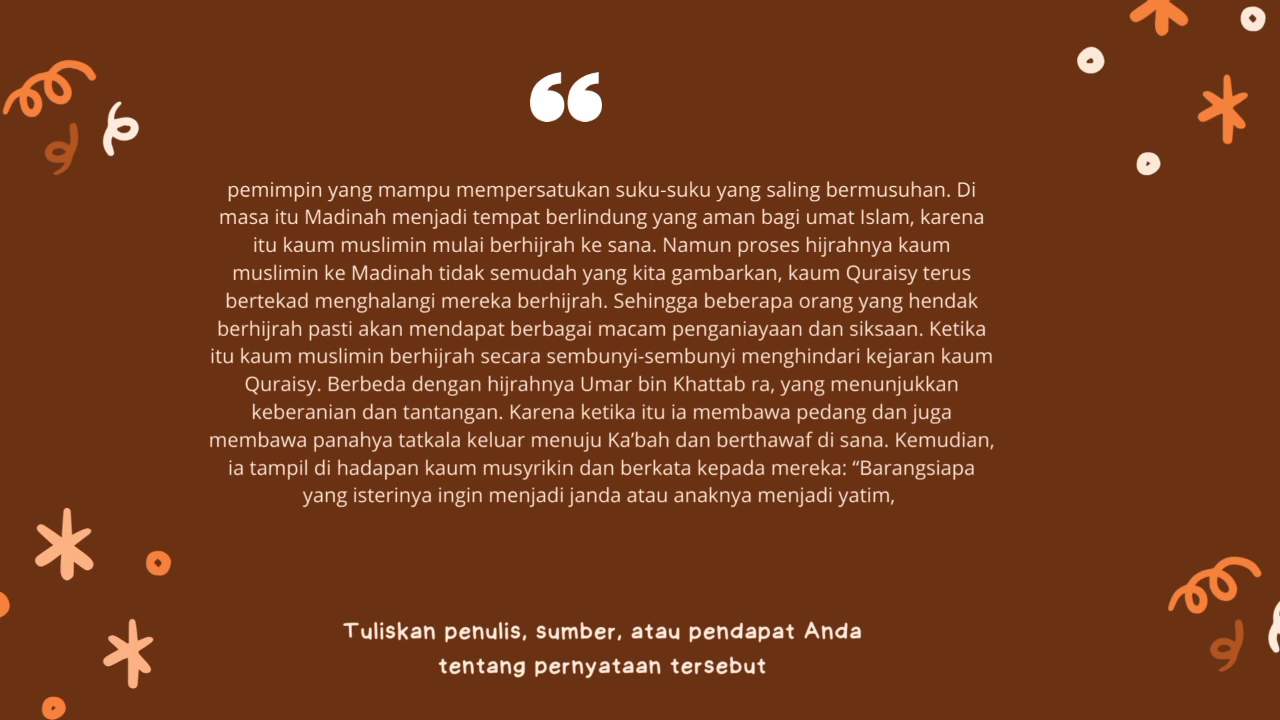 “
pemimpin yang mampu mempersatukan suku-suku yang saling bermusuhan. Di
masa itu Madinah menjadi tempat berlindung yang aman bagi umat Islam, karena
itu kaum muslimin mulai berhijrah ke sana. Namun proses hijrahnya kaum
muslimin ke Madinah tidak semudah yang kita gambarkan, kaum Quraisy terus
bertekad menghalangi mereka berhijrah. Sehingga beberapa orang yang hendak
berhijrah pasti akan mendapat berbagai macam penganiayaan dan siksaan. Ketika
itu kaum muslimin berhijrah secara sembunyi-sembunyi menghindari kejaran kaum
Quraisy. Berbeda dengan hijrahnya Umar bin Khattab ra, yang menunjukkan
keberanian dan tantangan. Karena ketika itu ia membawa pedang dan juga
membawa panahya tatkala keluar menuju Ka’bah dan berthawaf di sana. Kemudian,
ia tampil di hadapan kaum musyrikin dan berkata kepada mereka: “Barangsiapa
yang isterinya ingin menjadi janda atau anaknya menjadi yatim,
Tuliskan penulis, sumber, atau pendapat Anda
tentang pernyataan tersebut